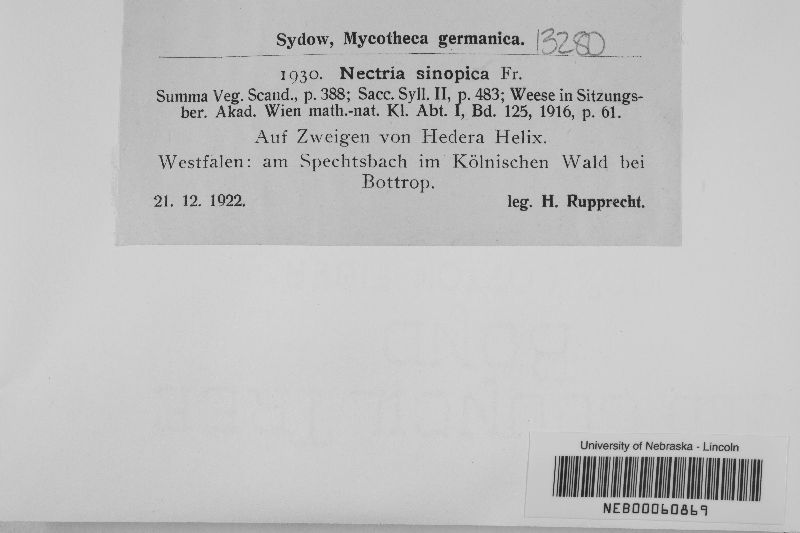 Sydow, Mycotheca germanica. 13280
1930. Nectria sinopica Fr.
Summa Veg. Scand., p. 388; Sacc. Syll. II, p. 483; Weese in Sitzungs-
ber. Akad. Wien math.-nat. Kl. Abt. I, Bd. 125, 1916, p. 61.
Auf Zweigen von Hedera Helix.
Westfalen: am Spechtsbach im Kölnischen Wald bei
Bottrop.
21. 12. 1922. leg. H. Rupprecht.
University of Nebraska - Lincoln
NEB00060869